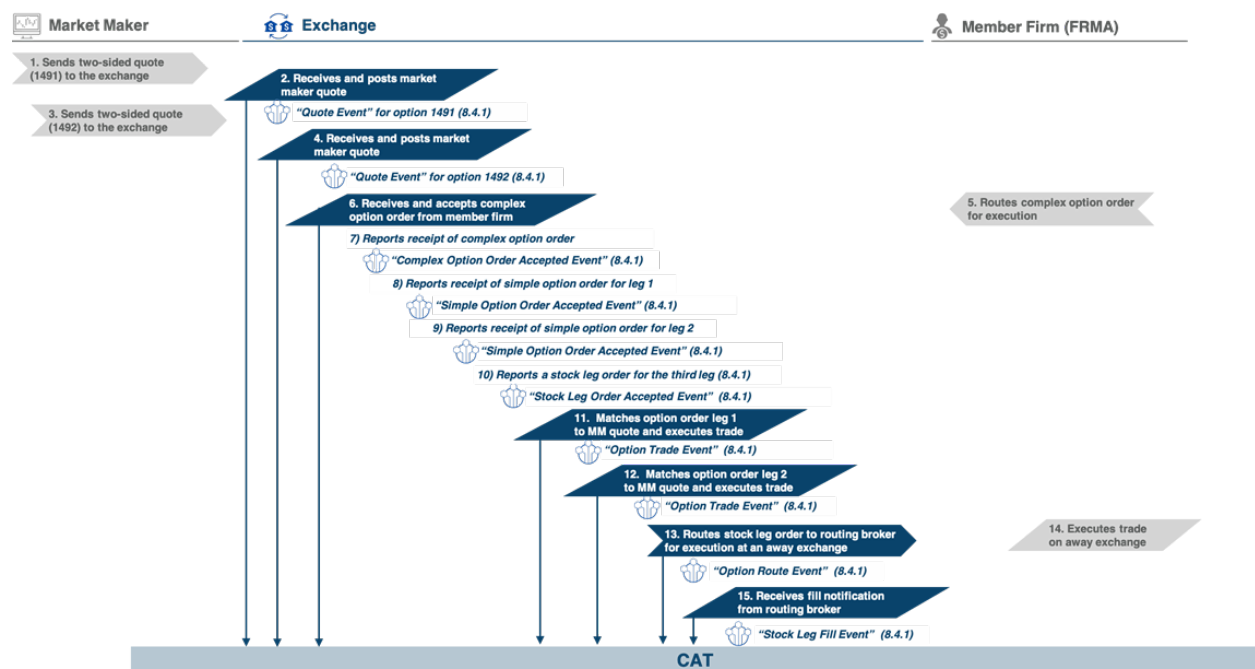 Market Maker
Exchange
Member Firm (FRMA)
1. Sends two-sided quote
(1491) to the exchange
2. Receives and posts market
maker quote
"Quote Event" for option 1491 (8.4.1)
3. Sends two-sided quote
(1492) to the exchange
4. Receives and posts market
maker quote
"Quote Event" for option 1492 (8.4.1)
5. Routes complex option order
for execution
6. Receives and accepts complex
option order from member firm
7) Reports receipt of complex option order
"Complex Option Order Accepted Event" (8.4.1)
8) Reports receipt of simple option order for leg 1
"Simple Option Order Accepted Event" (8.4.1)
9) Reports receipt of simple option order for leg 2
"Simple Option Order Accepted Event" (8.4.1)
10) Reports a stock leg order for the third leg (8.4.1)
"Stock Leg Order Accepted Event" (8.4.1)
11. Matches option order leg 1
to MM quote and executes trade
"Option Trade Event" (8.4.1)
12. Matches option order leg 2
to MM quote and executes trade
"Option Trade Event" (8.4.1)
13. Routes stock leg order to routing broker
for execution at an away exchange
"Option Route Event" (8.4.1)
14. Executes trade
on away exchange
15. Receives fill notification
from routing broker
"Stock Leg Fill Event" (8.4.1)
CAT